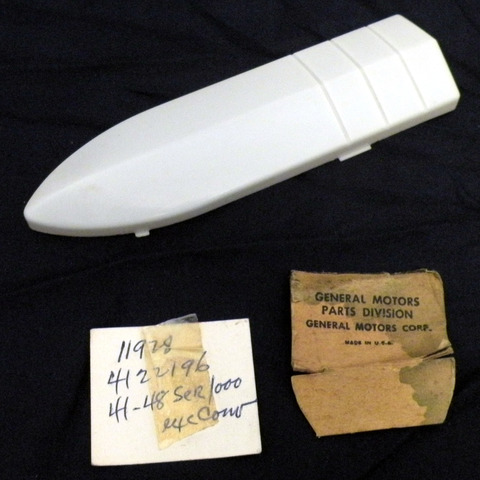 11928
4122196
41-48 SER 1000
exc Conv
GENERAL MOTORS
PARTS DIVISION
GENERAL MOTORS CORP.
MADE IN U.S.A.